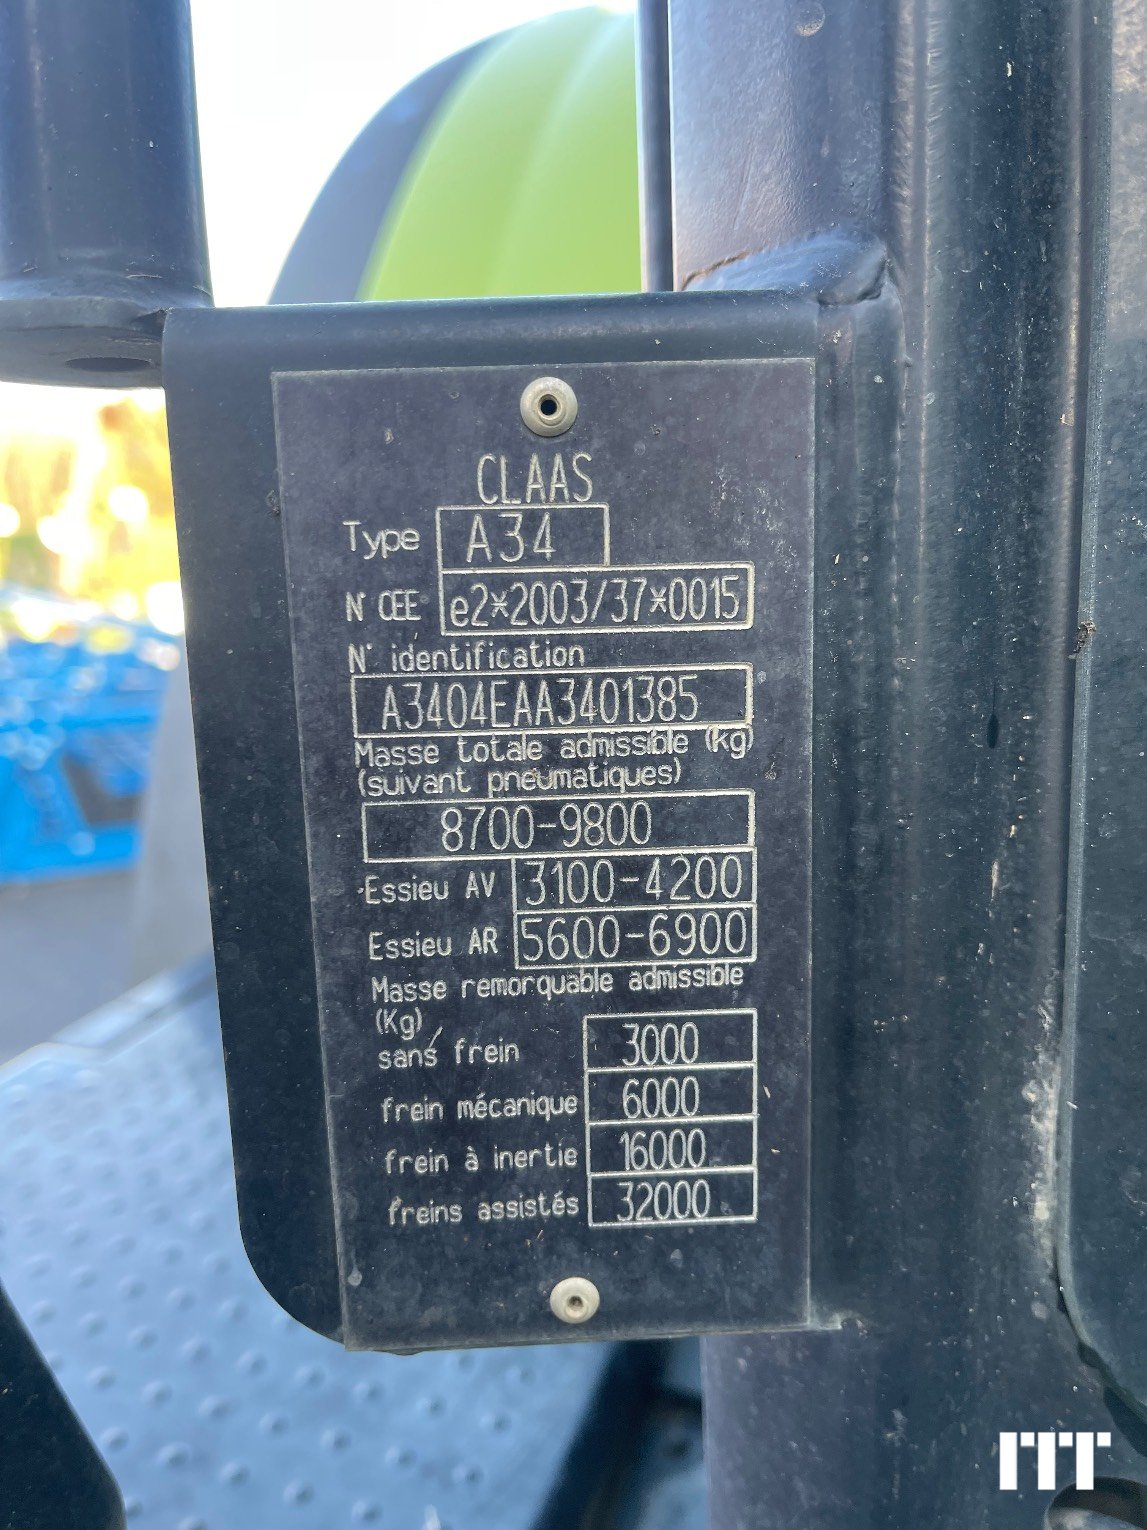 CLAAS
Type A34
N° CEE e2*2003/37*0015
N° identification
A3404EAA3401385
Masse totale admissible (Kg)
(suivant pneumatiques)
8700-9800
Essieu AV 3100-4200
Essieu AR 5600-6900
Masse remorquable admissible
(Kg)
sans frein 3000
frein mécanique 6000
frein à inertie 16000
freins assistés 32000
ITT